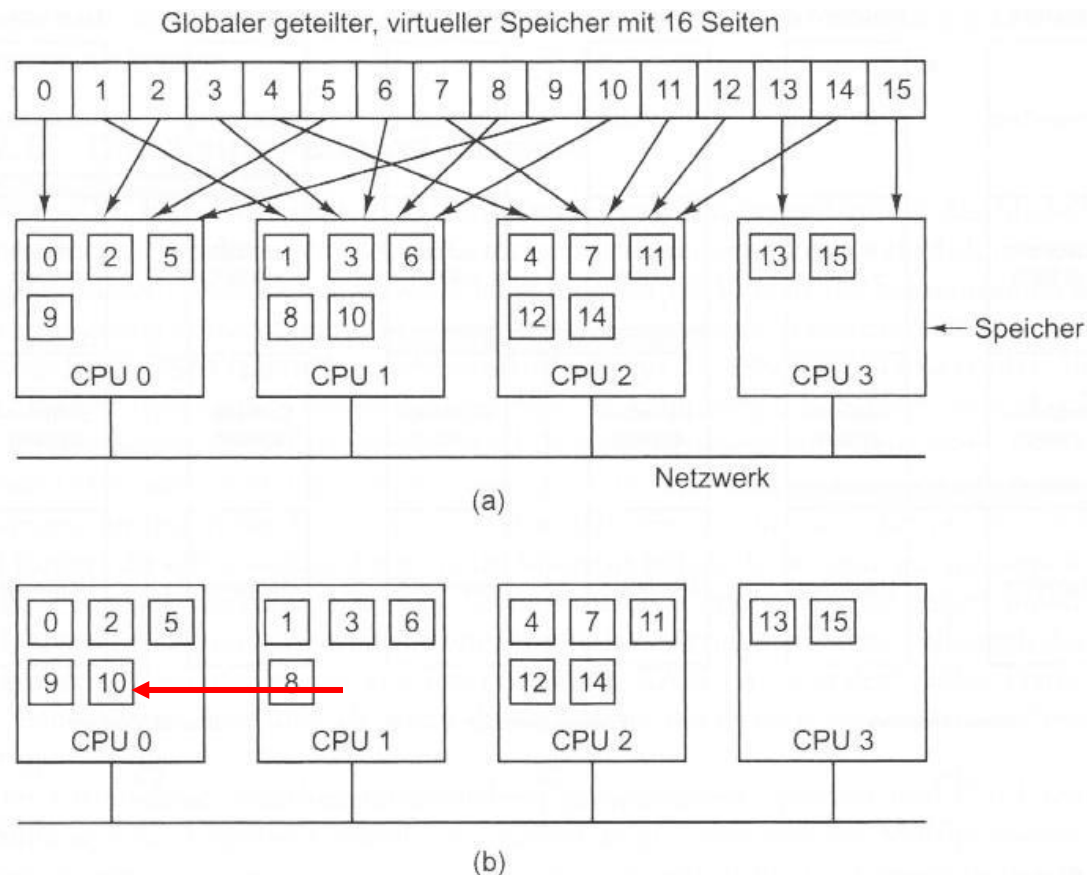 Globaler geteilter, virtueller Speicher mit 16 Seiten
0 1 2 3 4 5 6 7 8 9 10 11 12 13 14 15
0 2 5 1 3 6 4 7 11 13 15
9 8 10 12 14
Speicher
CPU 0 CPU 1 CPU 2 CPU 3
Netzwerk
(a)
0 2 5 1 3 6 4 7 11 13 15
9 10 8 12 14
CPU 0 CPU 1 CPU 2 CPU 3
(b)